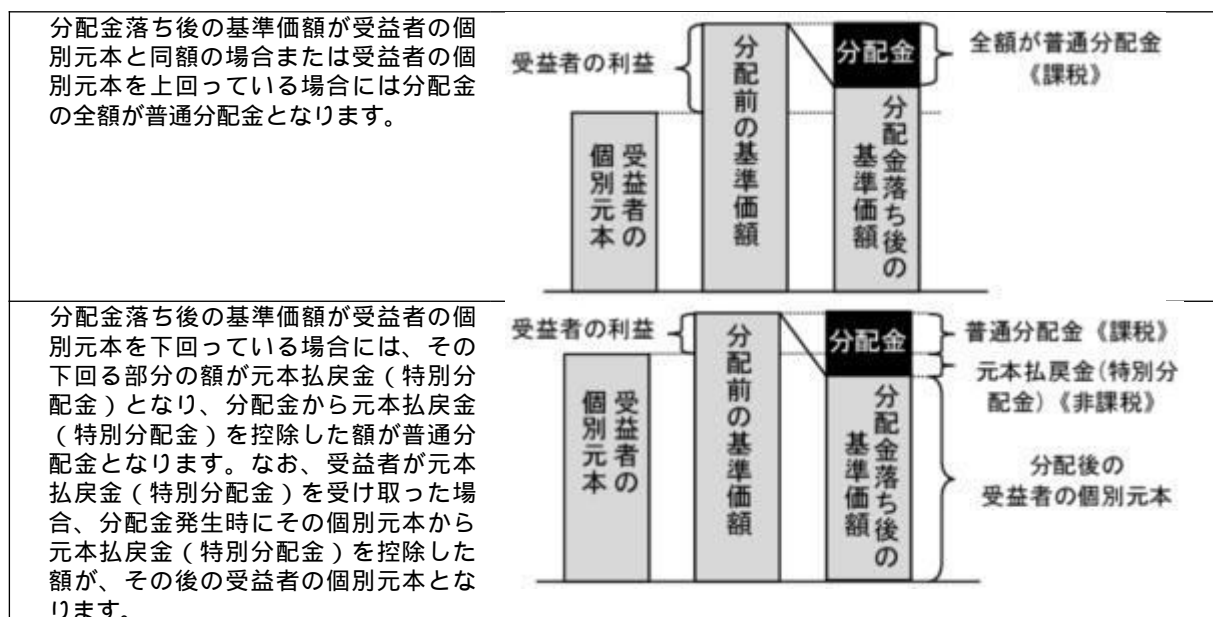 分配金落ち後の基準価額が受益者の個
別元本と同額の場合または受益者の個
別元本を上回っている場合には分配金
の全額が普通分配金となります。
受益者の利益
受益者の
個別元本
分配前の基準価額
分配金
分配金落ち後の
基準価額
全額が普通分配金
《課税》
分配金落ち後の基準価額が受益者の個
別元本を下回っている場合には、その
下回る部分の額が元本払戻金(特別分
配金)となり、分配金から元本払戻金
(特別分配金)を控除した額が普通分
配金となります。なお、受益者が元本
払戻金(特別分配金)を受け取った場
合、分配金発生時にその個別元本から
元本払戻金(特別分配金)を控除した
額が、その後の受益者の個別元本とな
ります。
受益者の利益
受益者の
個別元本
分配前の基準価額
分配金
分配金落ち後の
基準価額
普通分配金《課税》
元本払戻金(特別分
配金)《非課税》
分配後の
受益者の個別元本